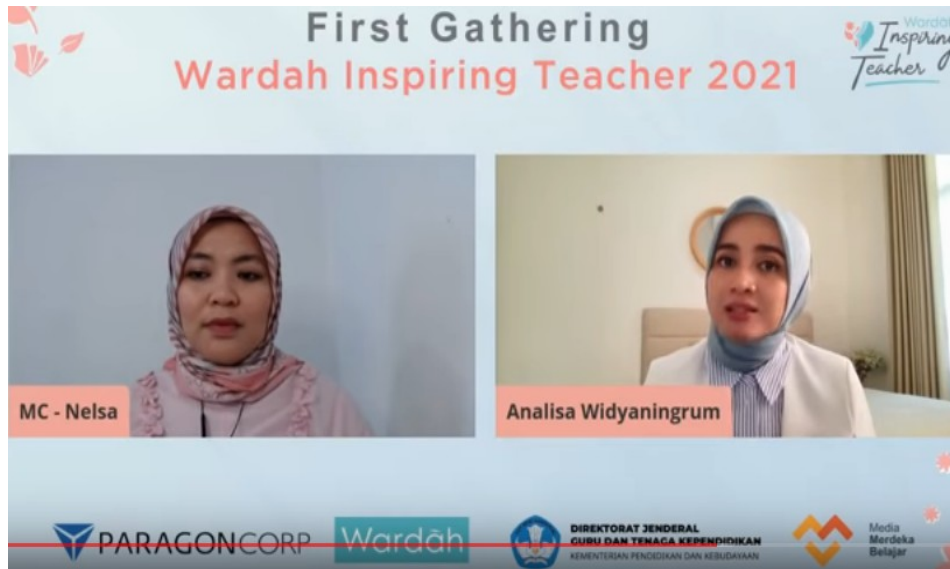 First Gathering
Wardah Inspiring Teacher 2021
Wardah
Inspiring
Teacher
MC - Nelsa
Analisa Widyaningrum
PARAGONCORP
Wardāh
DIREKTORAT JENDERAL
GURU DAN TENAGA KEPENDIDIKAN
KEMENTERIAN PENDIDIKAN DAN KEBUDAYAAN
Media
Merdeka
Belajar